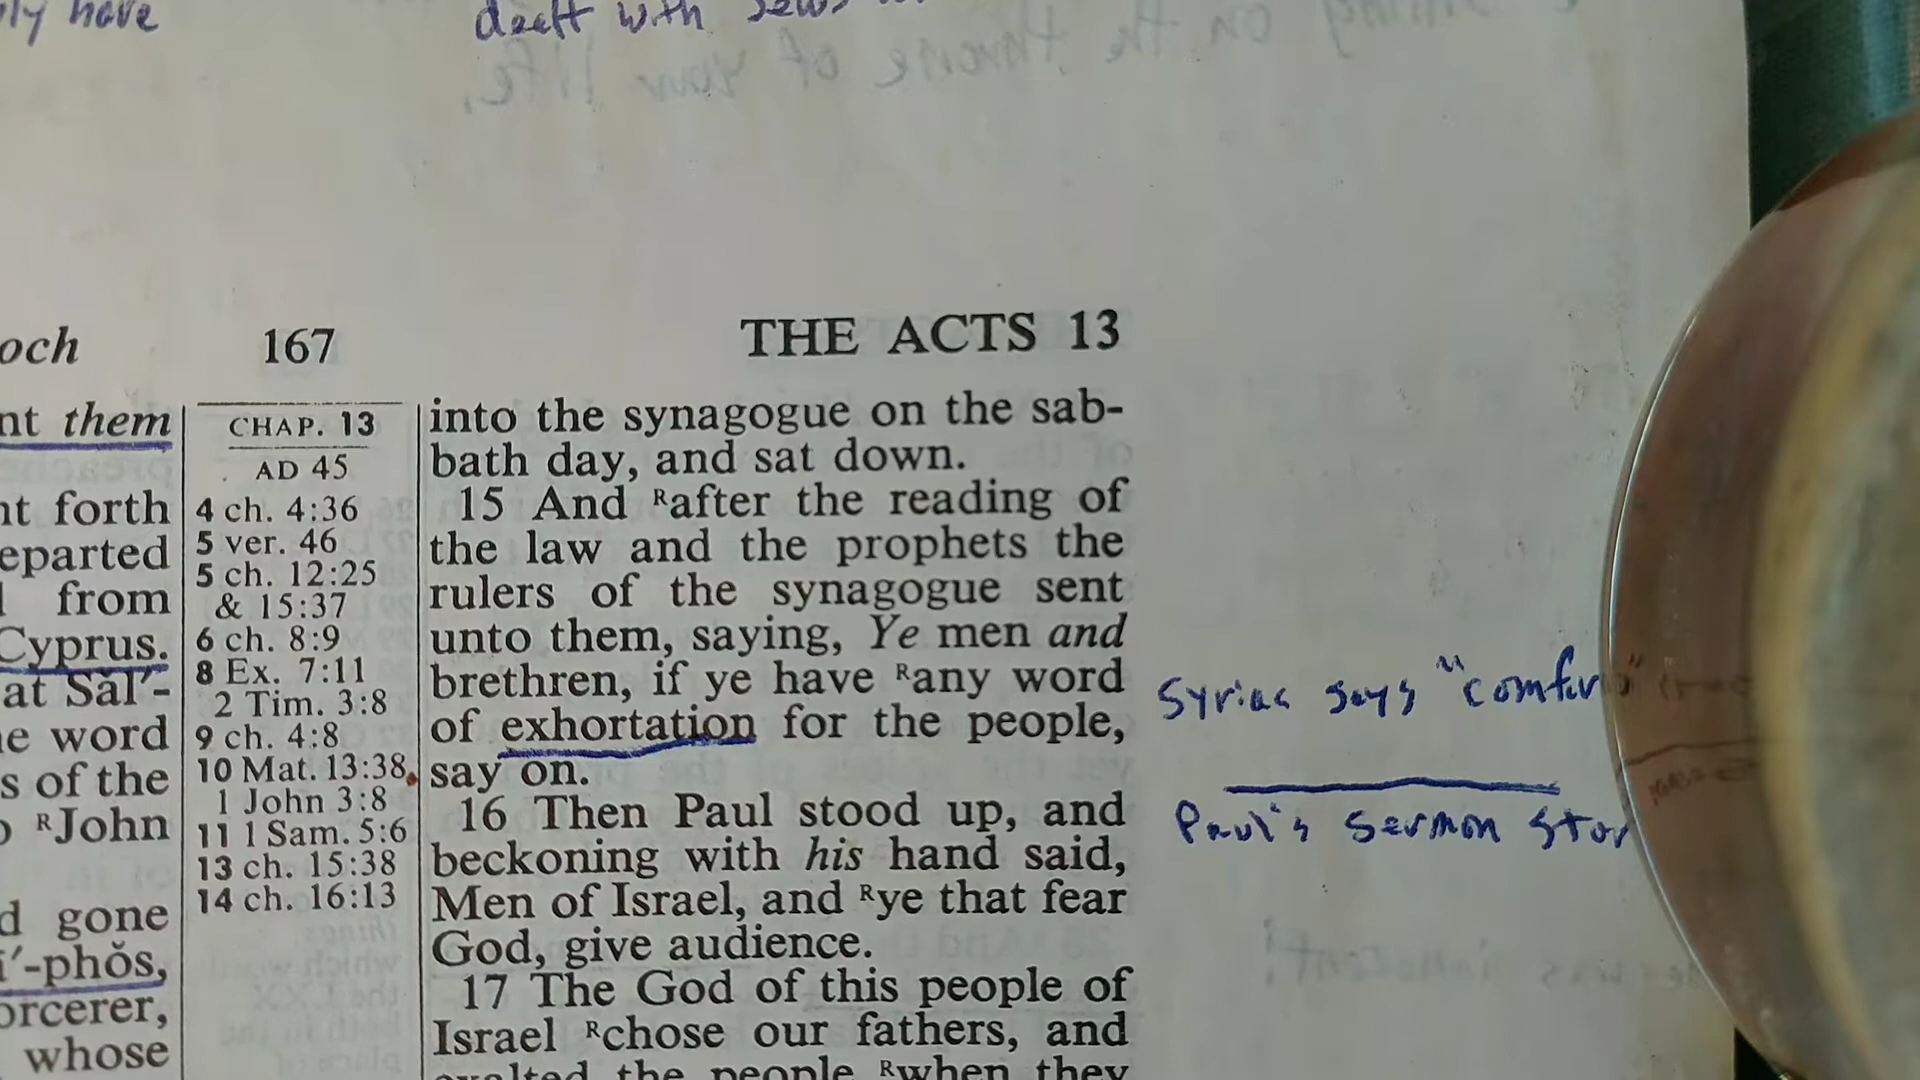 ly have
dealt with Jews
och 167 THE ACTS 13
nt them
nt forth
eparted
from
Cyprus.
at Săl′-
e word
s of the
ᴿJohn
d gone
-phŏs,
orcerer,
whose
CHAP. 13
AD 45
4 ch. 4:36
5 ver. 46
5 ch. 12:25
& 15:37
6 ch. 8:9
8 Ex. 7:11
2 Tim. 3:8
9 ch. 4:8
10 Mat. 13:38.
1 John 3:8
11 1 Sam. 5:6
13 ch. 15:38
14 ch. 16:13
into the synagogue on the sab-
bath day, and sat down.
15 And ᴿafter the reading of
the law and the prophets the
rulers of the synagogue sent
unto them, saying, Ye men and
brethren, if ye have ᴿany word
of exhortation for the people,
say on.
16 Then Paul stood up, and
beckoning with his hand said,
Men of Israel, and ᴿye that fear
God, give audience.
17 The God of this people of
Israel ᴿchose our fathers, and
exalted the people ᴿwhen they
Syriac says "comfor
Paul's sermon star